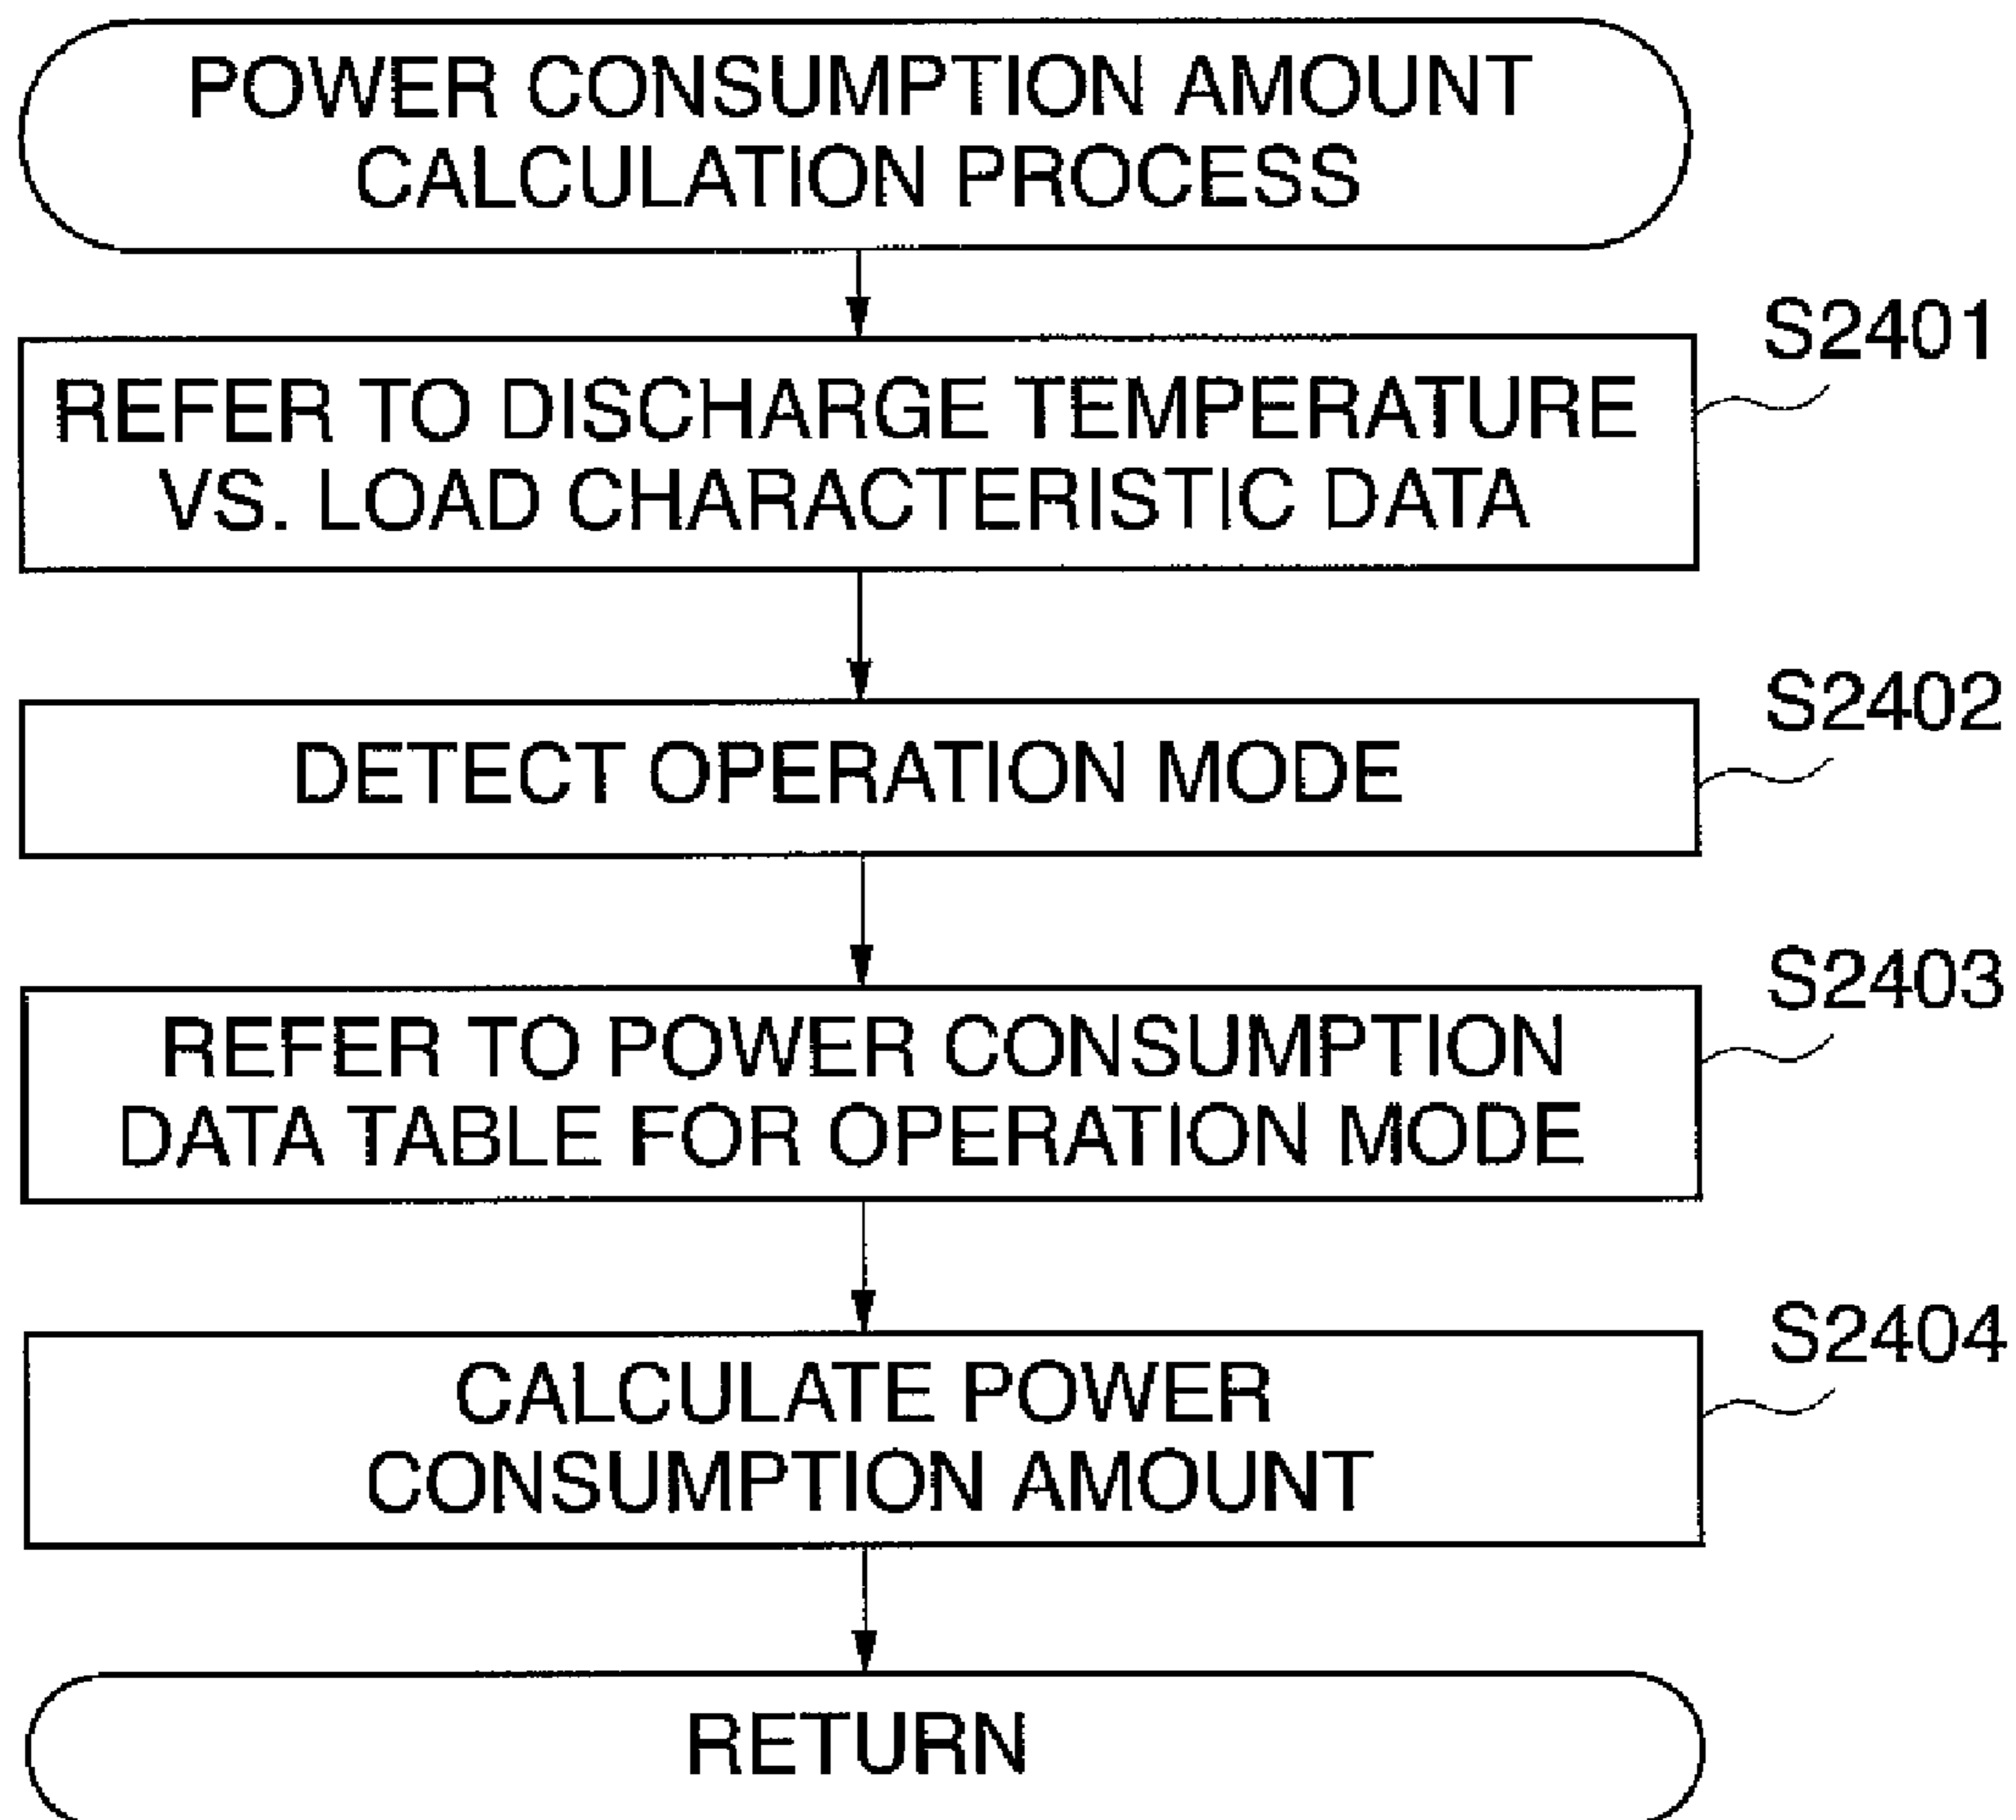 POWER CONSUMPTION AMOUNT
CALCULATION PROCESS
S2401
REFER TO DISCHARGE TEMPERATURE
VS. LOAD CHARACTERISTIC DATA
S2402
DETECT OPERATION MODE
S2403
REFER TO POWER CONSUMPTION
DATA TABLE FOR OPERATION MODE
S2404
CALCULATE POWER
CONSUMPTION AMOUNT
RETURN